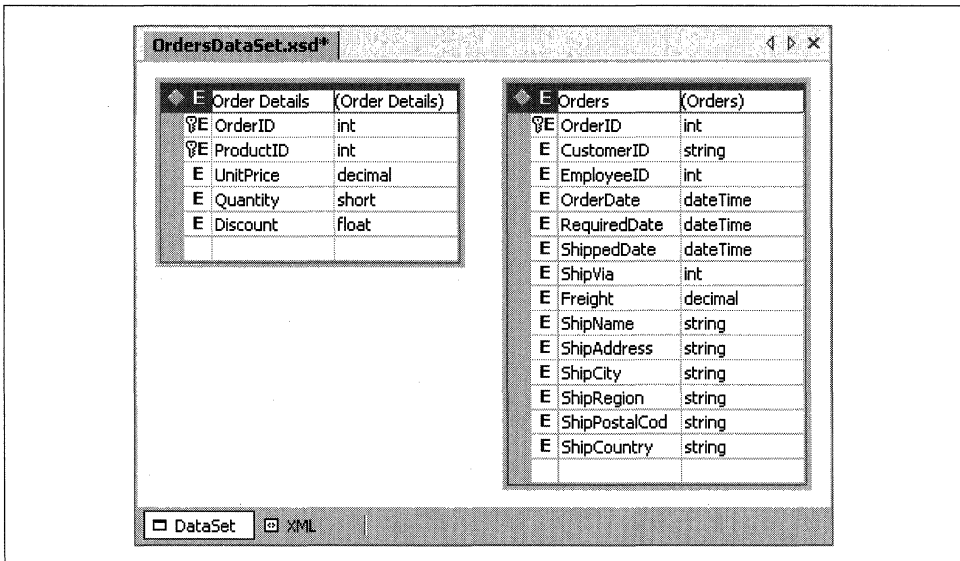 OrdersDataSet.xsd*
E Order Details (Order Details)
E OrderID int
E ProductID int
E UnitPrice decimal
E Quantity short
E Discount float
E Orders (Orders)
E OrderID int
E CustomerID string
E EmployeeID int
E OrderDate dateTime
E RequiredDate dateTime
E ShippedDate dateTime
E ShipVia int
E Freight decimal
E ShipName string
E ShipAddress string
E ShipCity string
E ShipRegion string
E ShipPostalCod string
E ShipCountry string
DataSet XML